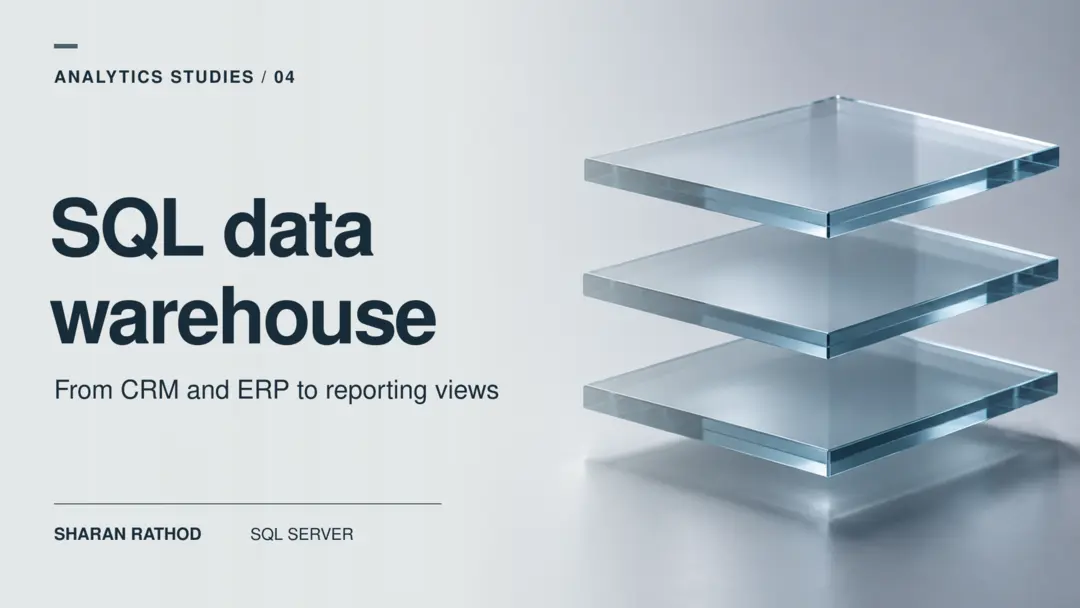 ANALYTICS STUDIES / 04
SQL data
warehouse
From CRM and ERP to reporting views
SHARAN RATHOD SQL SERVER